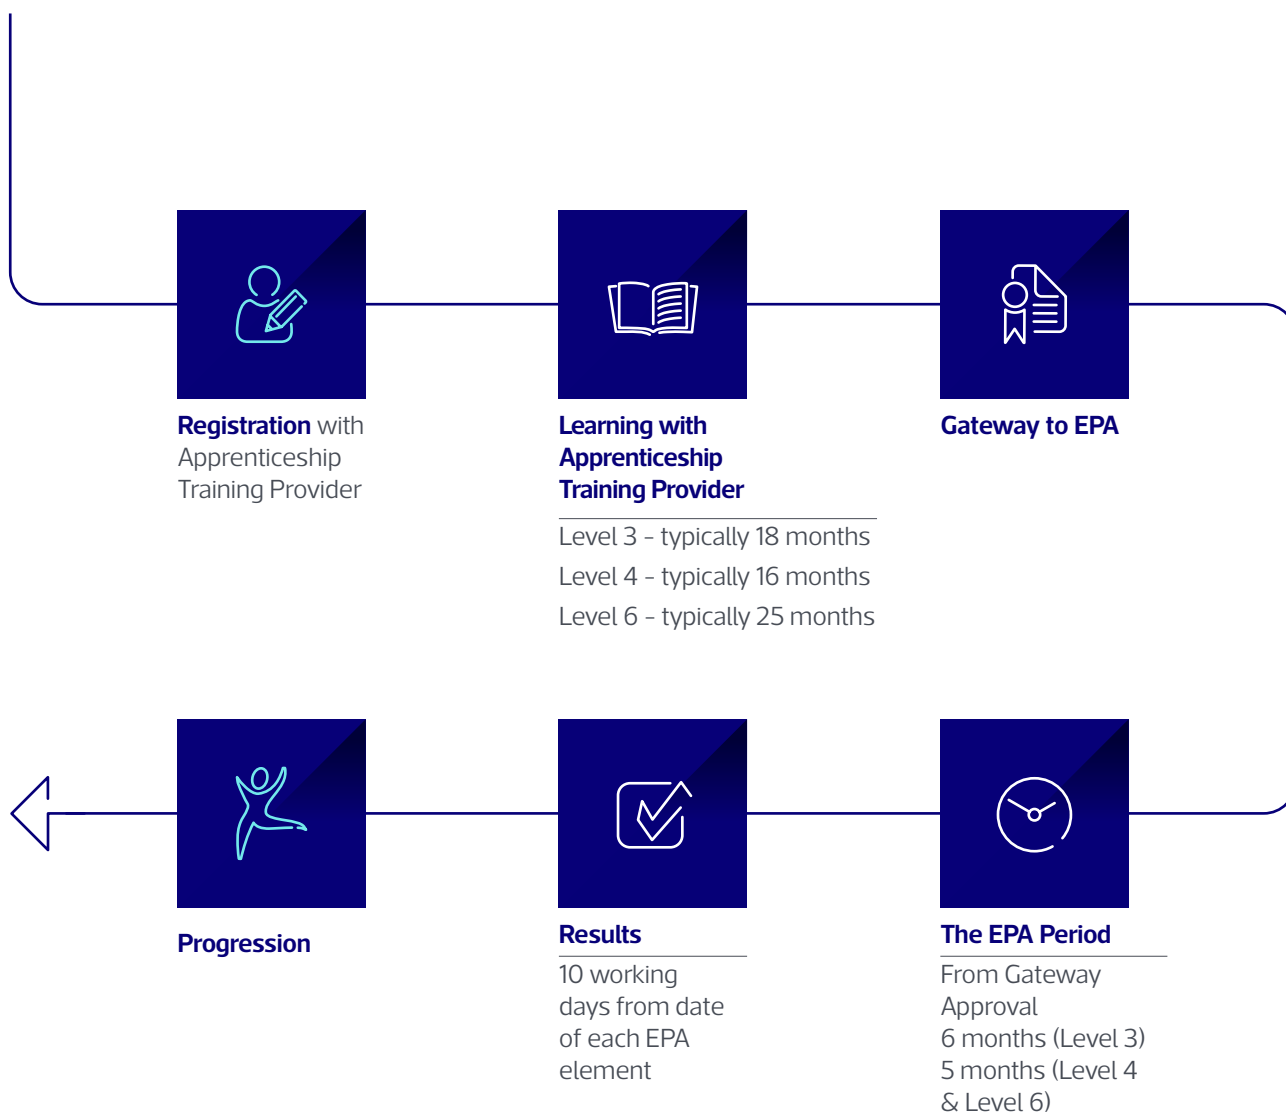 Registration with
Apprenticeship
Training Provider
Learning with
Apprenticeship
Training Provider
Level 3 – typically 18 months
Level 4 – typically 16 months
Level 6 – typically 25 months
Gateway to EPA
The EPA Period
From Gateway
Approval
6 months (Level 3)
5 months (Level 4
& Level 6)
Results
10 working
days from date
of each EPA
element
Progression